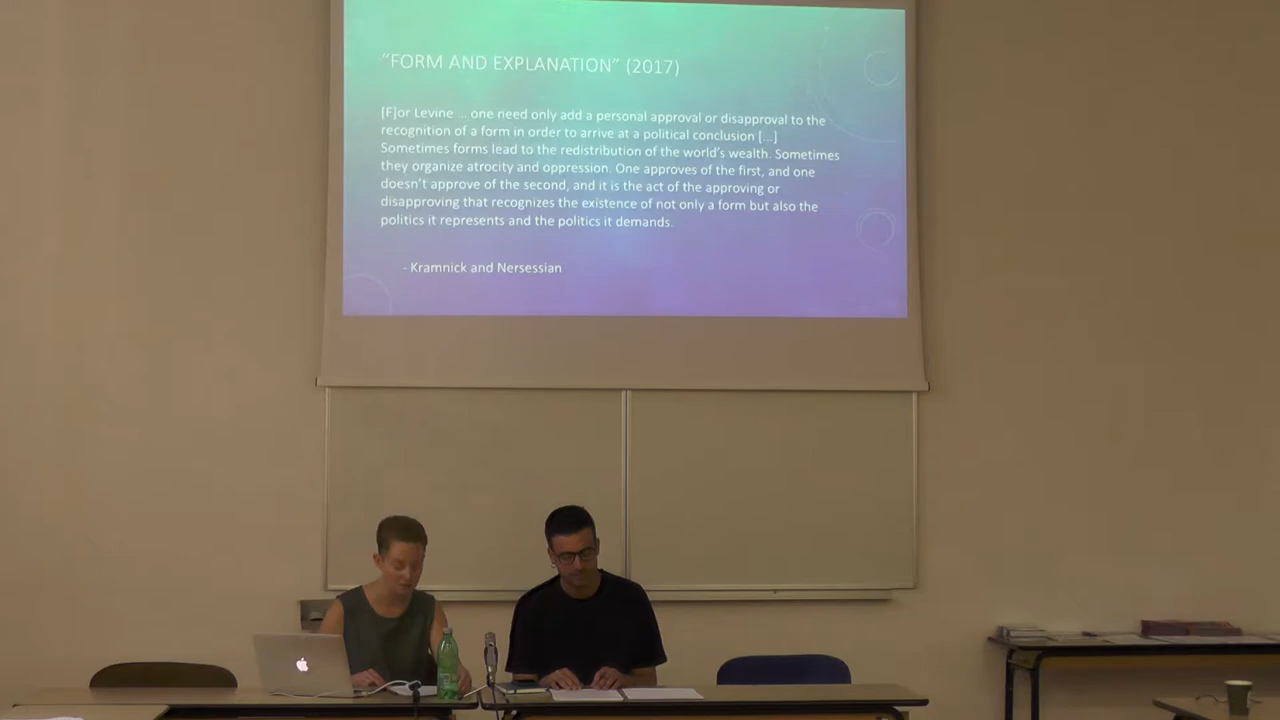 "FORM AND EXPLANATION" (2017)
[F]or Levine ... one need only add a personal approval or disapproval to the
recognition of a form in order to arrive at a political conclusion [...]
Sometimes forms lead to the redistribution of the world's wealth. Sometimes
they organize atrocity and oppression. One approves of the first, and one
doesn't approve of the second, and it is the act of the approving or
disapproving that recognizes the existence of not only a form but also the
politics it represents and the politics it demands.
- Kramnick and Nersessian